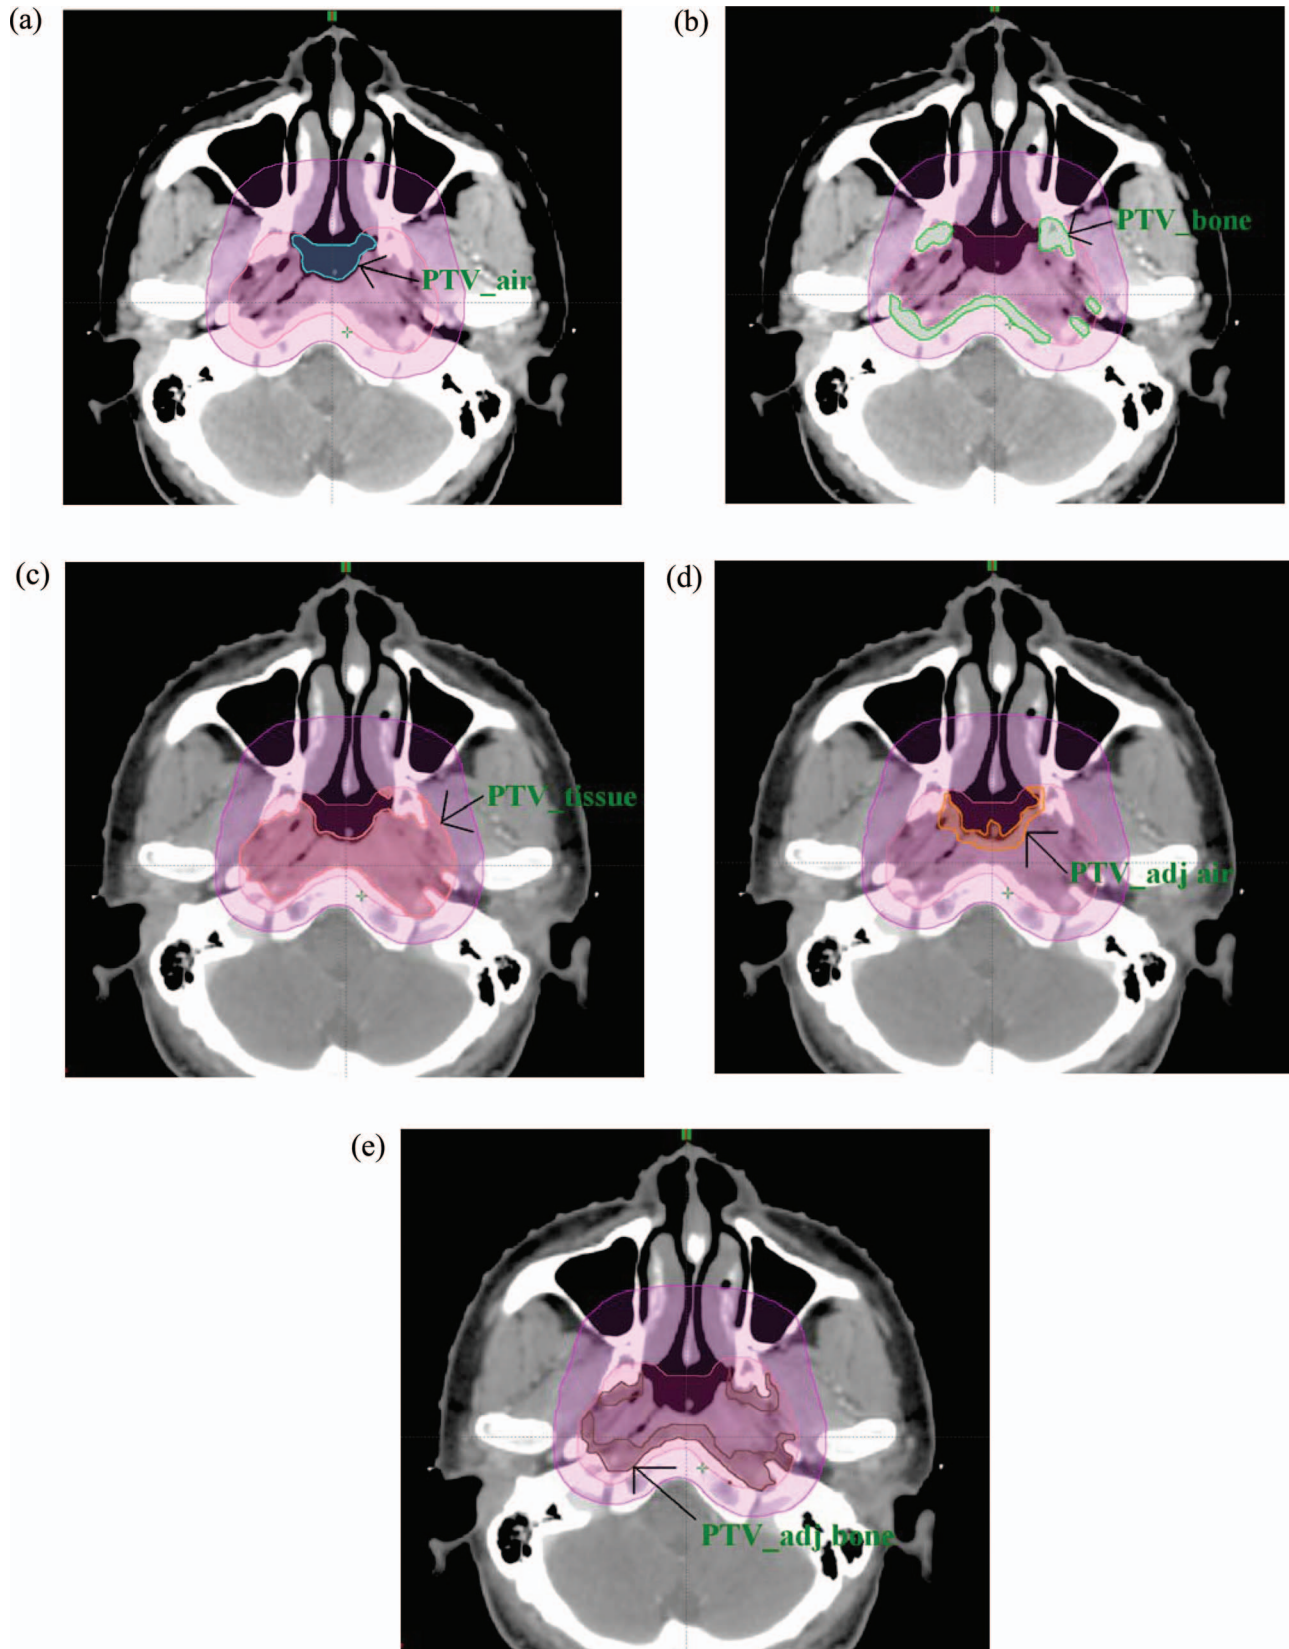 (a)
PTV_air
(b)
PTV_bone
(c)
PTV_tissue
(d)
PTV_adj air
(e)
PTV_adj bone